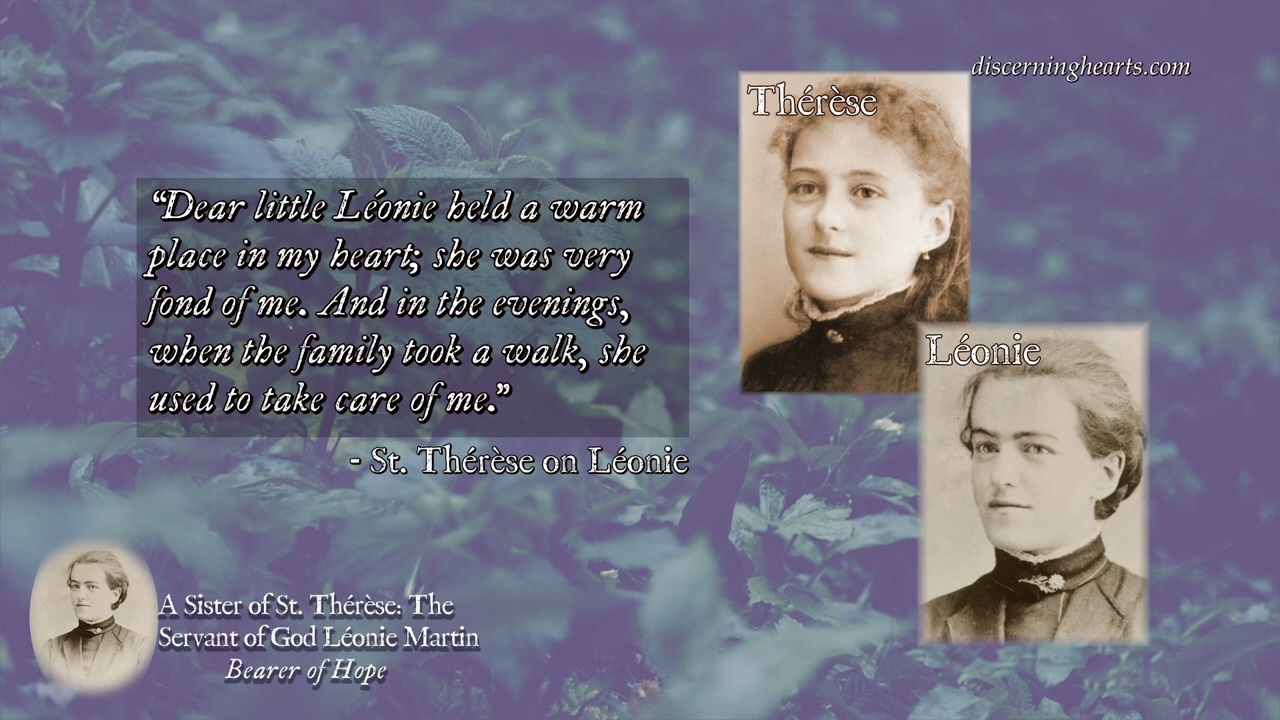 discerninghearts.com
Thérèse
“Dear little Léonie held a warm
place in my heart; she was very
fond of me. And in the evenings,
when the family took a walk, she
used to take care of me.”
- St. Thérèse on Léonie
Léonie
A Sister of St. Thérèse: The
Servant of God Léonie Martin
Bearer of Hope